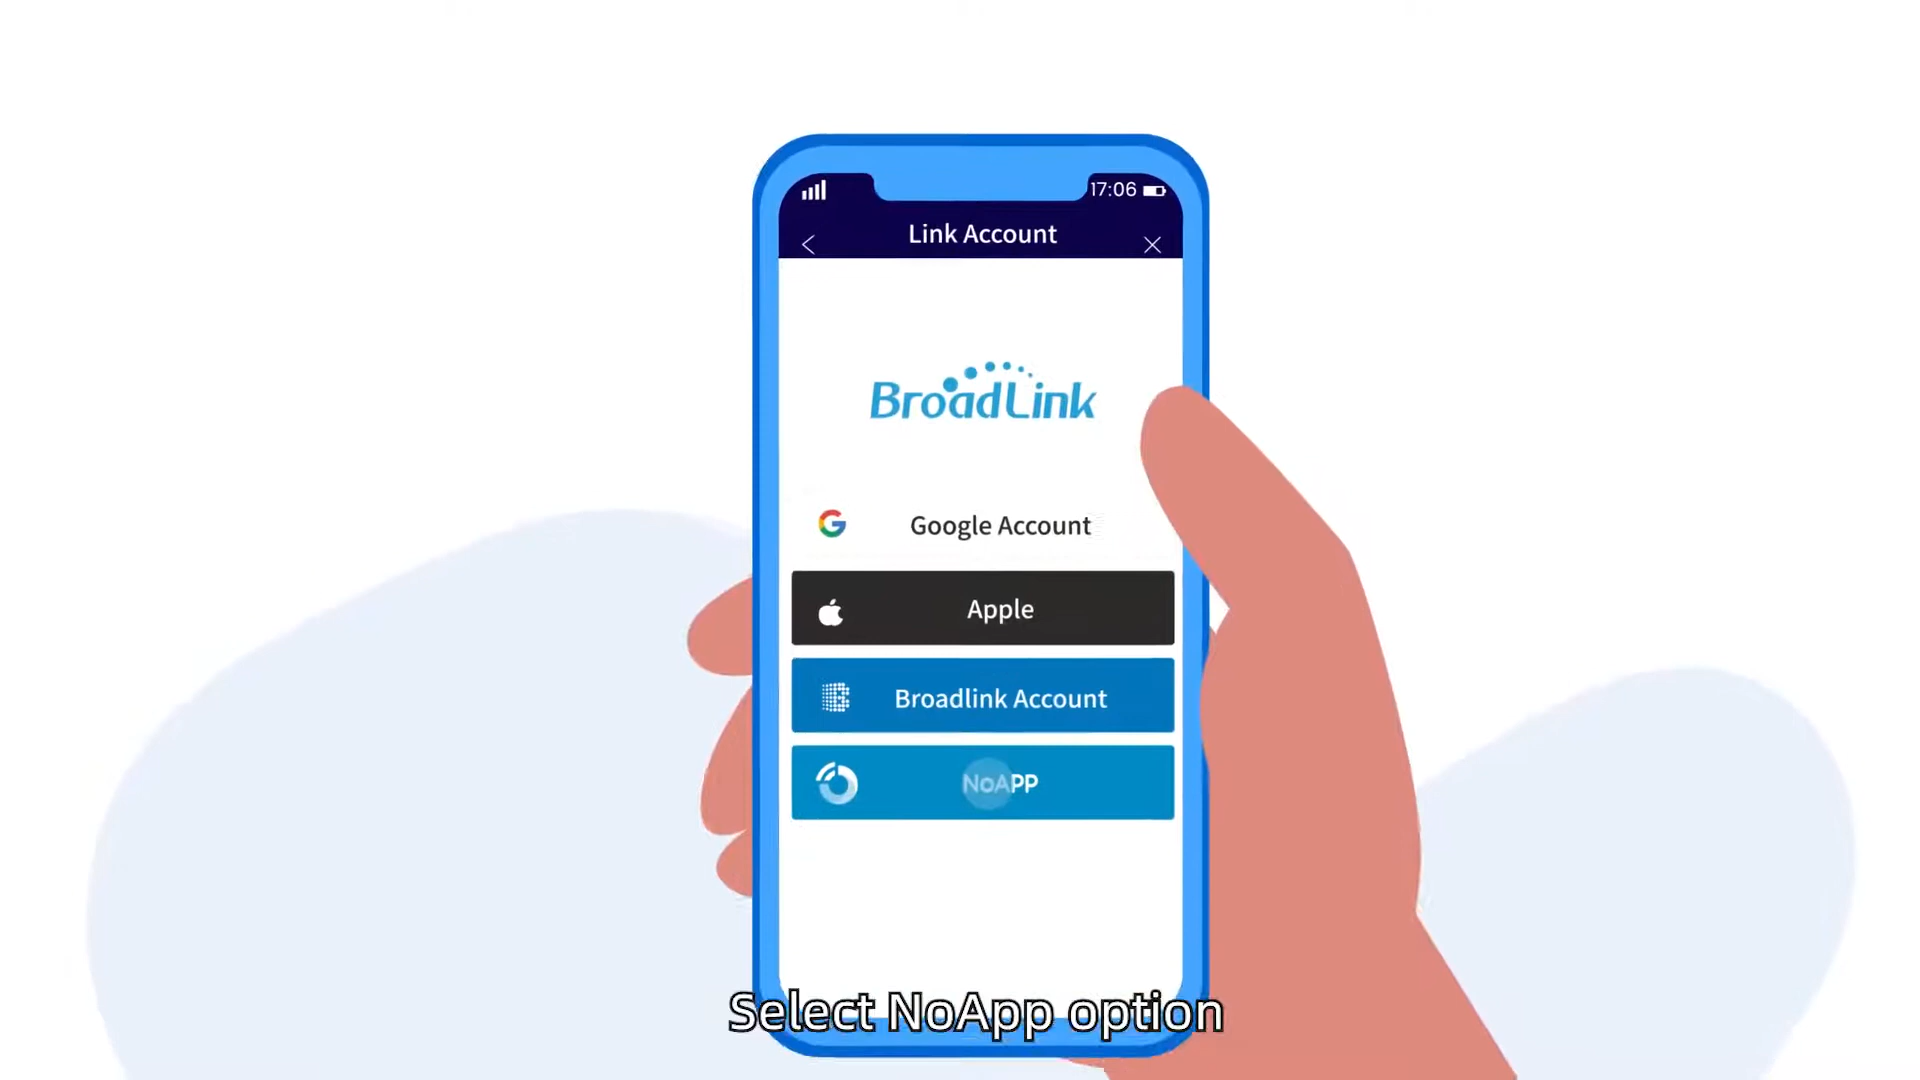 17:06
Link Account
BroadLink
Google Account
Apple
Broadlink Account
NoAPP
Select NoApp option